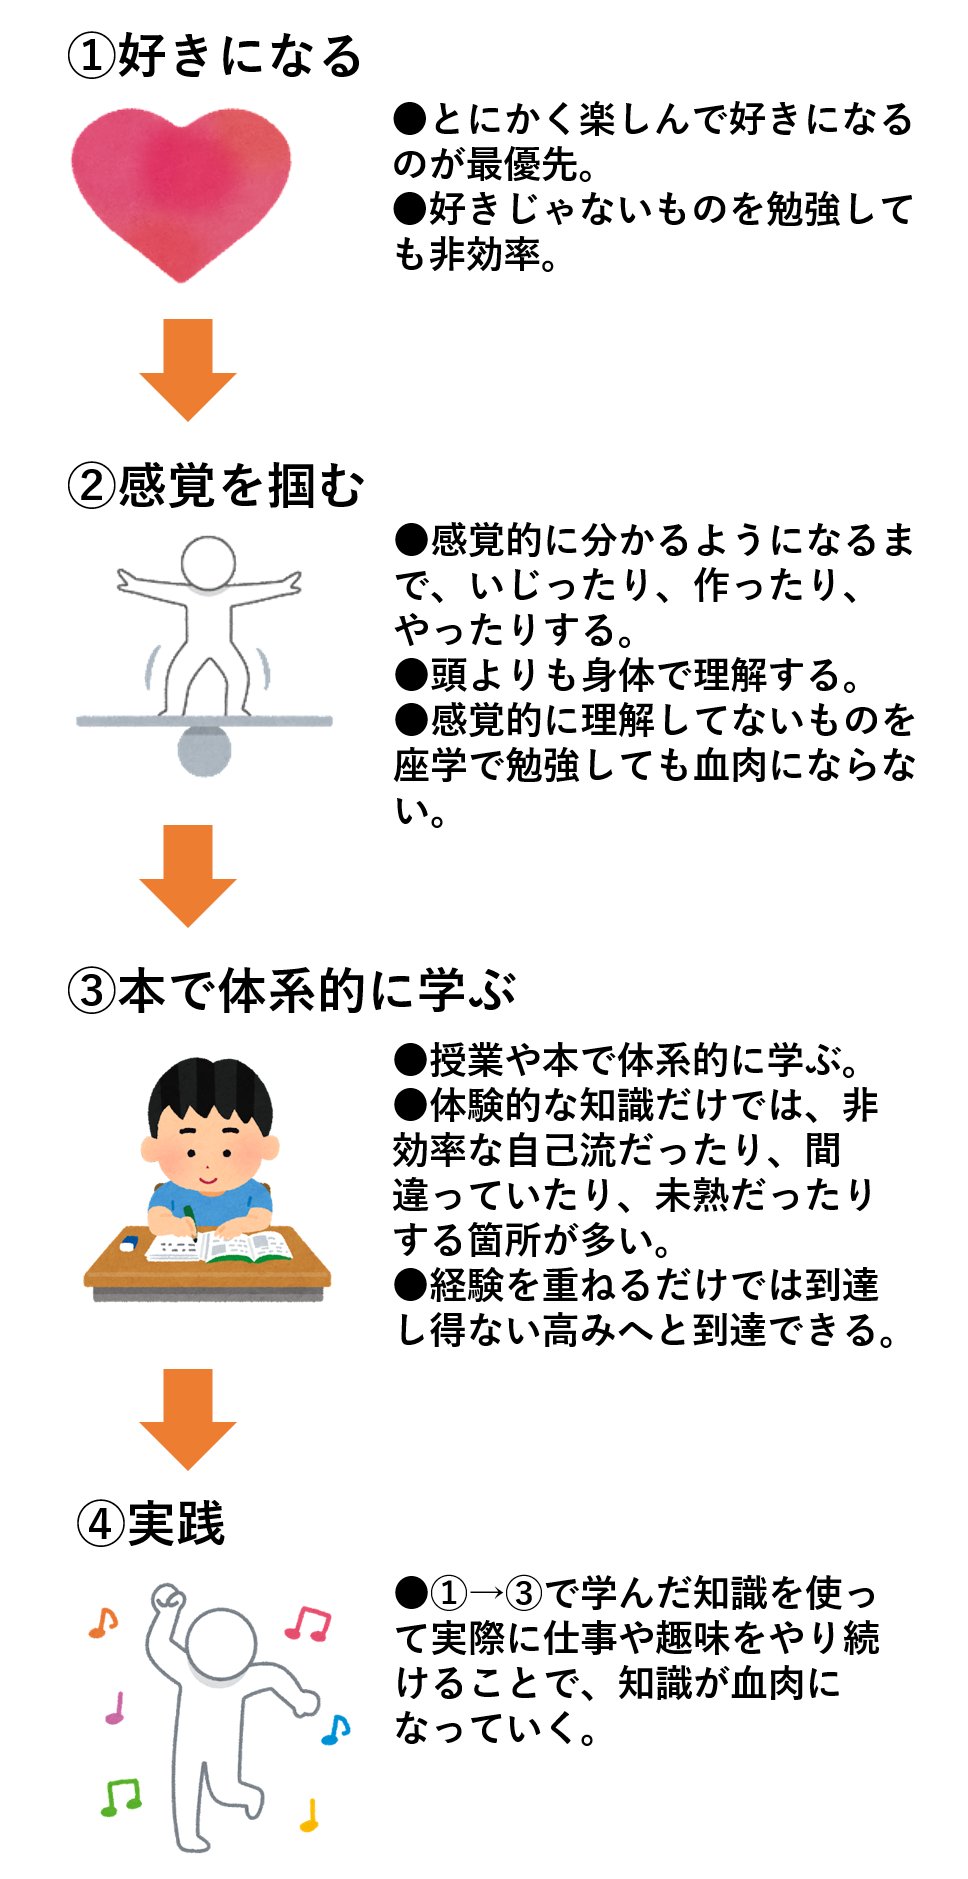 ①好きになる
●とにかく楽しんで好きになる
のが最優先。
●好きじゃないものを勉強して
も非効率。
②感覚を掴む
●感覚的に分かるようになるま
で、いじったり、作ったり、
やったりする。
●頭よりも身体で理解する。
●感覚的に理解してないものを
座学で勉強しても血肉にならな
い。
③本で体系的に学ぶ
●授業や本で体系的に学ぶ。
●体験的な知識だけでは、非
効率な自己流だったり、間
違っていたり、未熟だったり
する箇所が多い。
●経験を重ねるだけでは到達
し得ない高みへと到達できる。
④実践
●①→③で学んだ知識を使っ
て実際に仕事や趣味をやり続
けることで、知識が血肉に
なっていく。